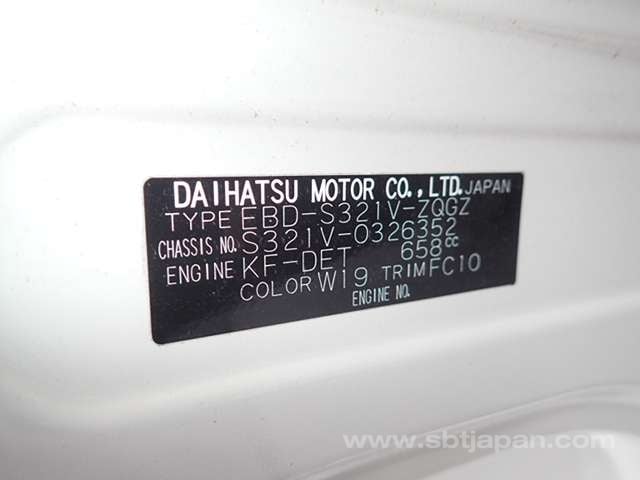 DAIHATSU MOTOR CO., LTD. JAPAN
TYPE EBD-S321V-ZQGZ
CHASSIS NO. S321V-0326352
ENGINE KF-DET 658cc
COLOR W19 TRIM FC10
ENGINE NO.
www.sbtjapan.com